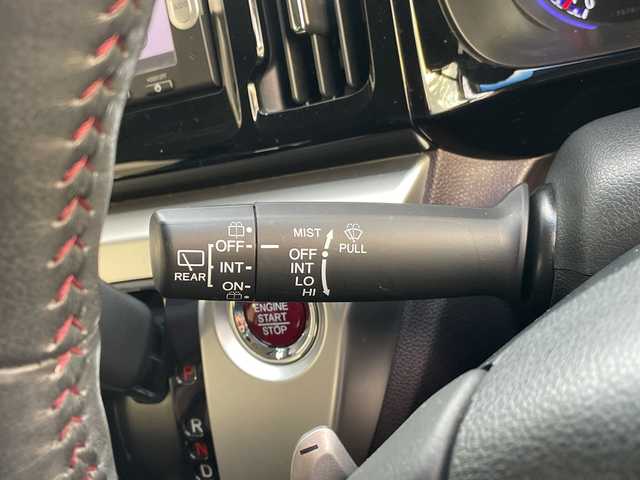 MIST
PULL
OFF
INT
LO
HI
OFF
INT
ON
REAR
ENGINE
START
STOP
P
R
N
D